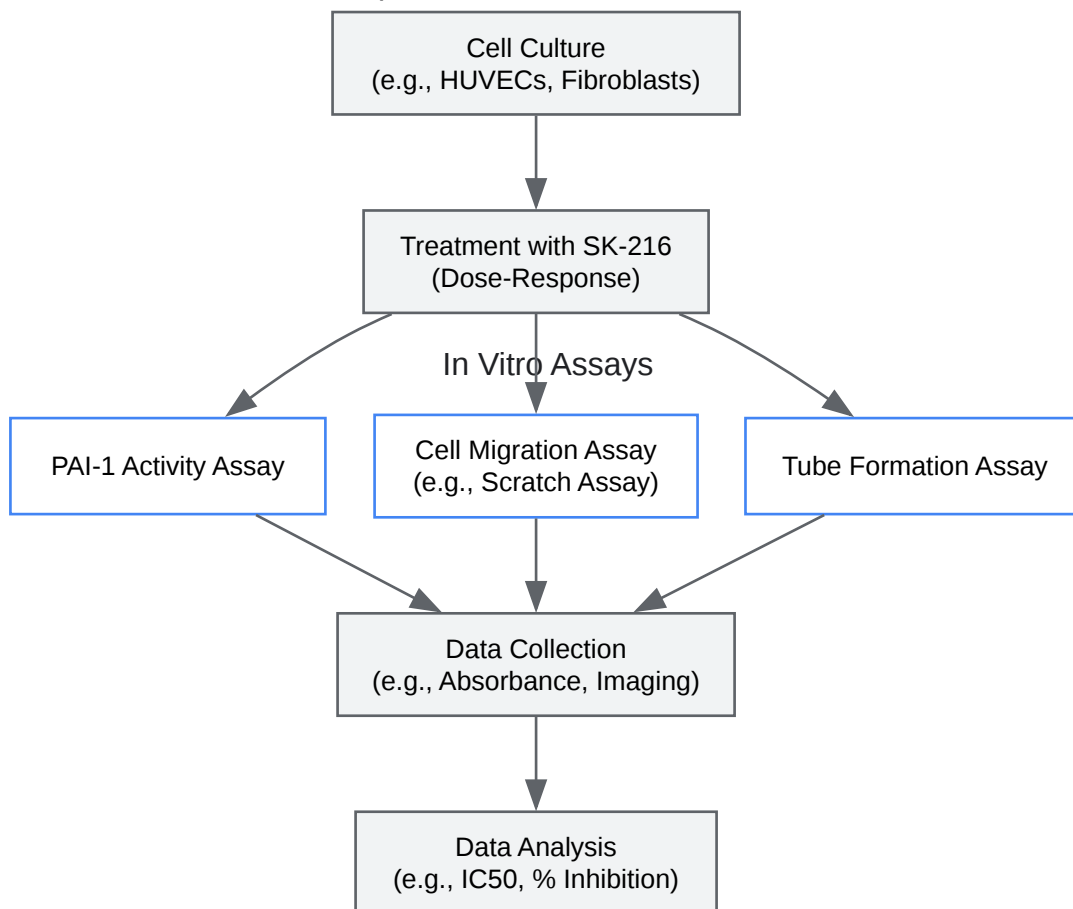 Cell Culture
(e.g., HUVECs, Fibroblasts)
Treatment with SK-216
(Dose-Response)
In Vitro Assays
PAI-1 Activity Assay
Cell Migration Assay
(e.g., Scratch Assay)
Tube Formation Assay
Data Collection
(e.g., Absorbance, Imaging)
Data Analysis
(e.g., IC50, % Inhibition)